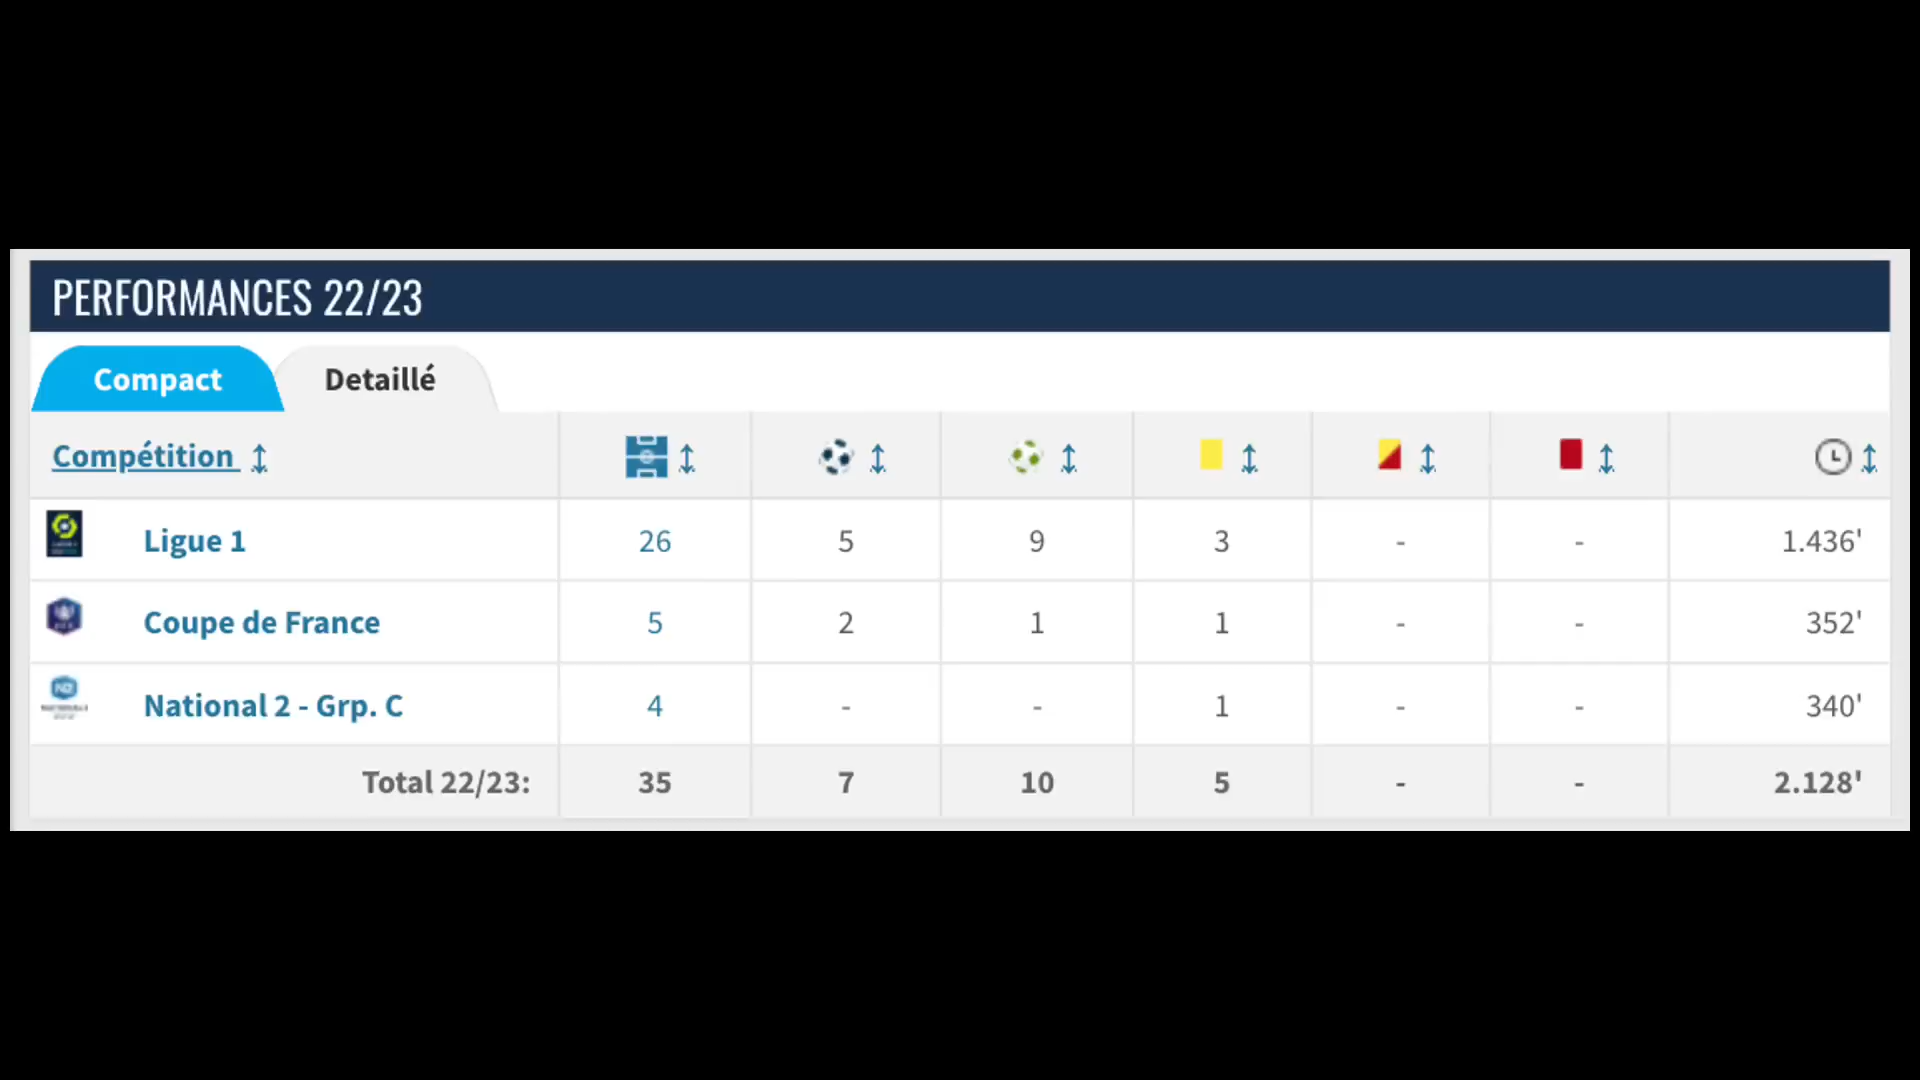 PERFORMANCES 22/23
Compact Detaillé
Compétition
Ligue 1 26 5 9 3 - - 1.436'
Coupe de France 5 2 1 1 - - 352'
National 2 - Grp. C 4 - - 1 - - 340'
Total 22/23: 35 7 10 5 - - 2.128'